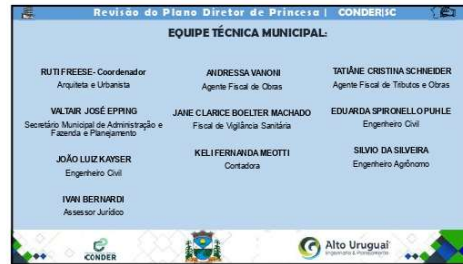 Revisão do Plano Diretor de Princesa | CONDER|SC
EQUIPE TÉCNICA MUNICIPAL:
RUTI FREESE- Coordenador
Arquiteta e Urbanista
VALTAIR JOSÉ EPPING
Secretário Municipal de Administração e
Fazenda e Planejamento
JOÃO LUIZ KAYSER
Engenheiro Civil
IVAN BERNARDI
Assessor Jurídico
ANDRESSA VANONI
Agente Fiscal de Obras
JANE CLARICE BOELTER MACHADO
Fiscal de Vigilância Sanitária
KELI FERNANDA MEOTTI
Contadora
TATIÂNE CRISTINA SCHNEIDER
Agente Fiscal de Tributos e Obras
EDUARDA SPIRONELLO PUHLE
Engenheiro Civil
SILVIO DA SILVEIRA
Engenheiro Agrônomo
CONDER
Alto Uruguai
Engenharia & Planejamento